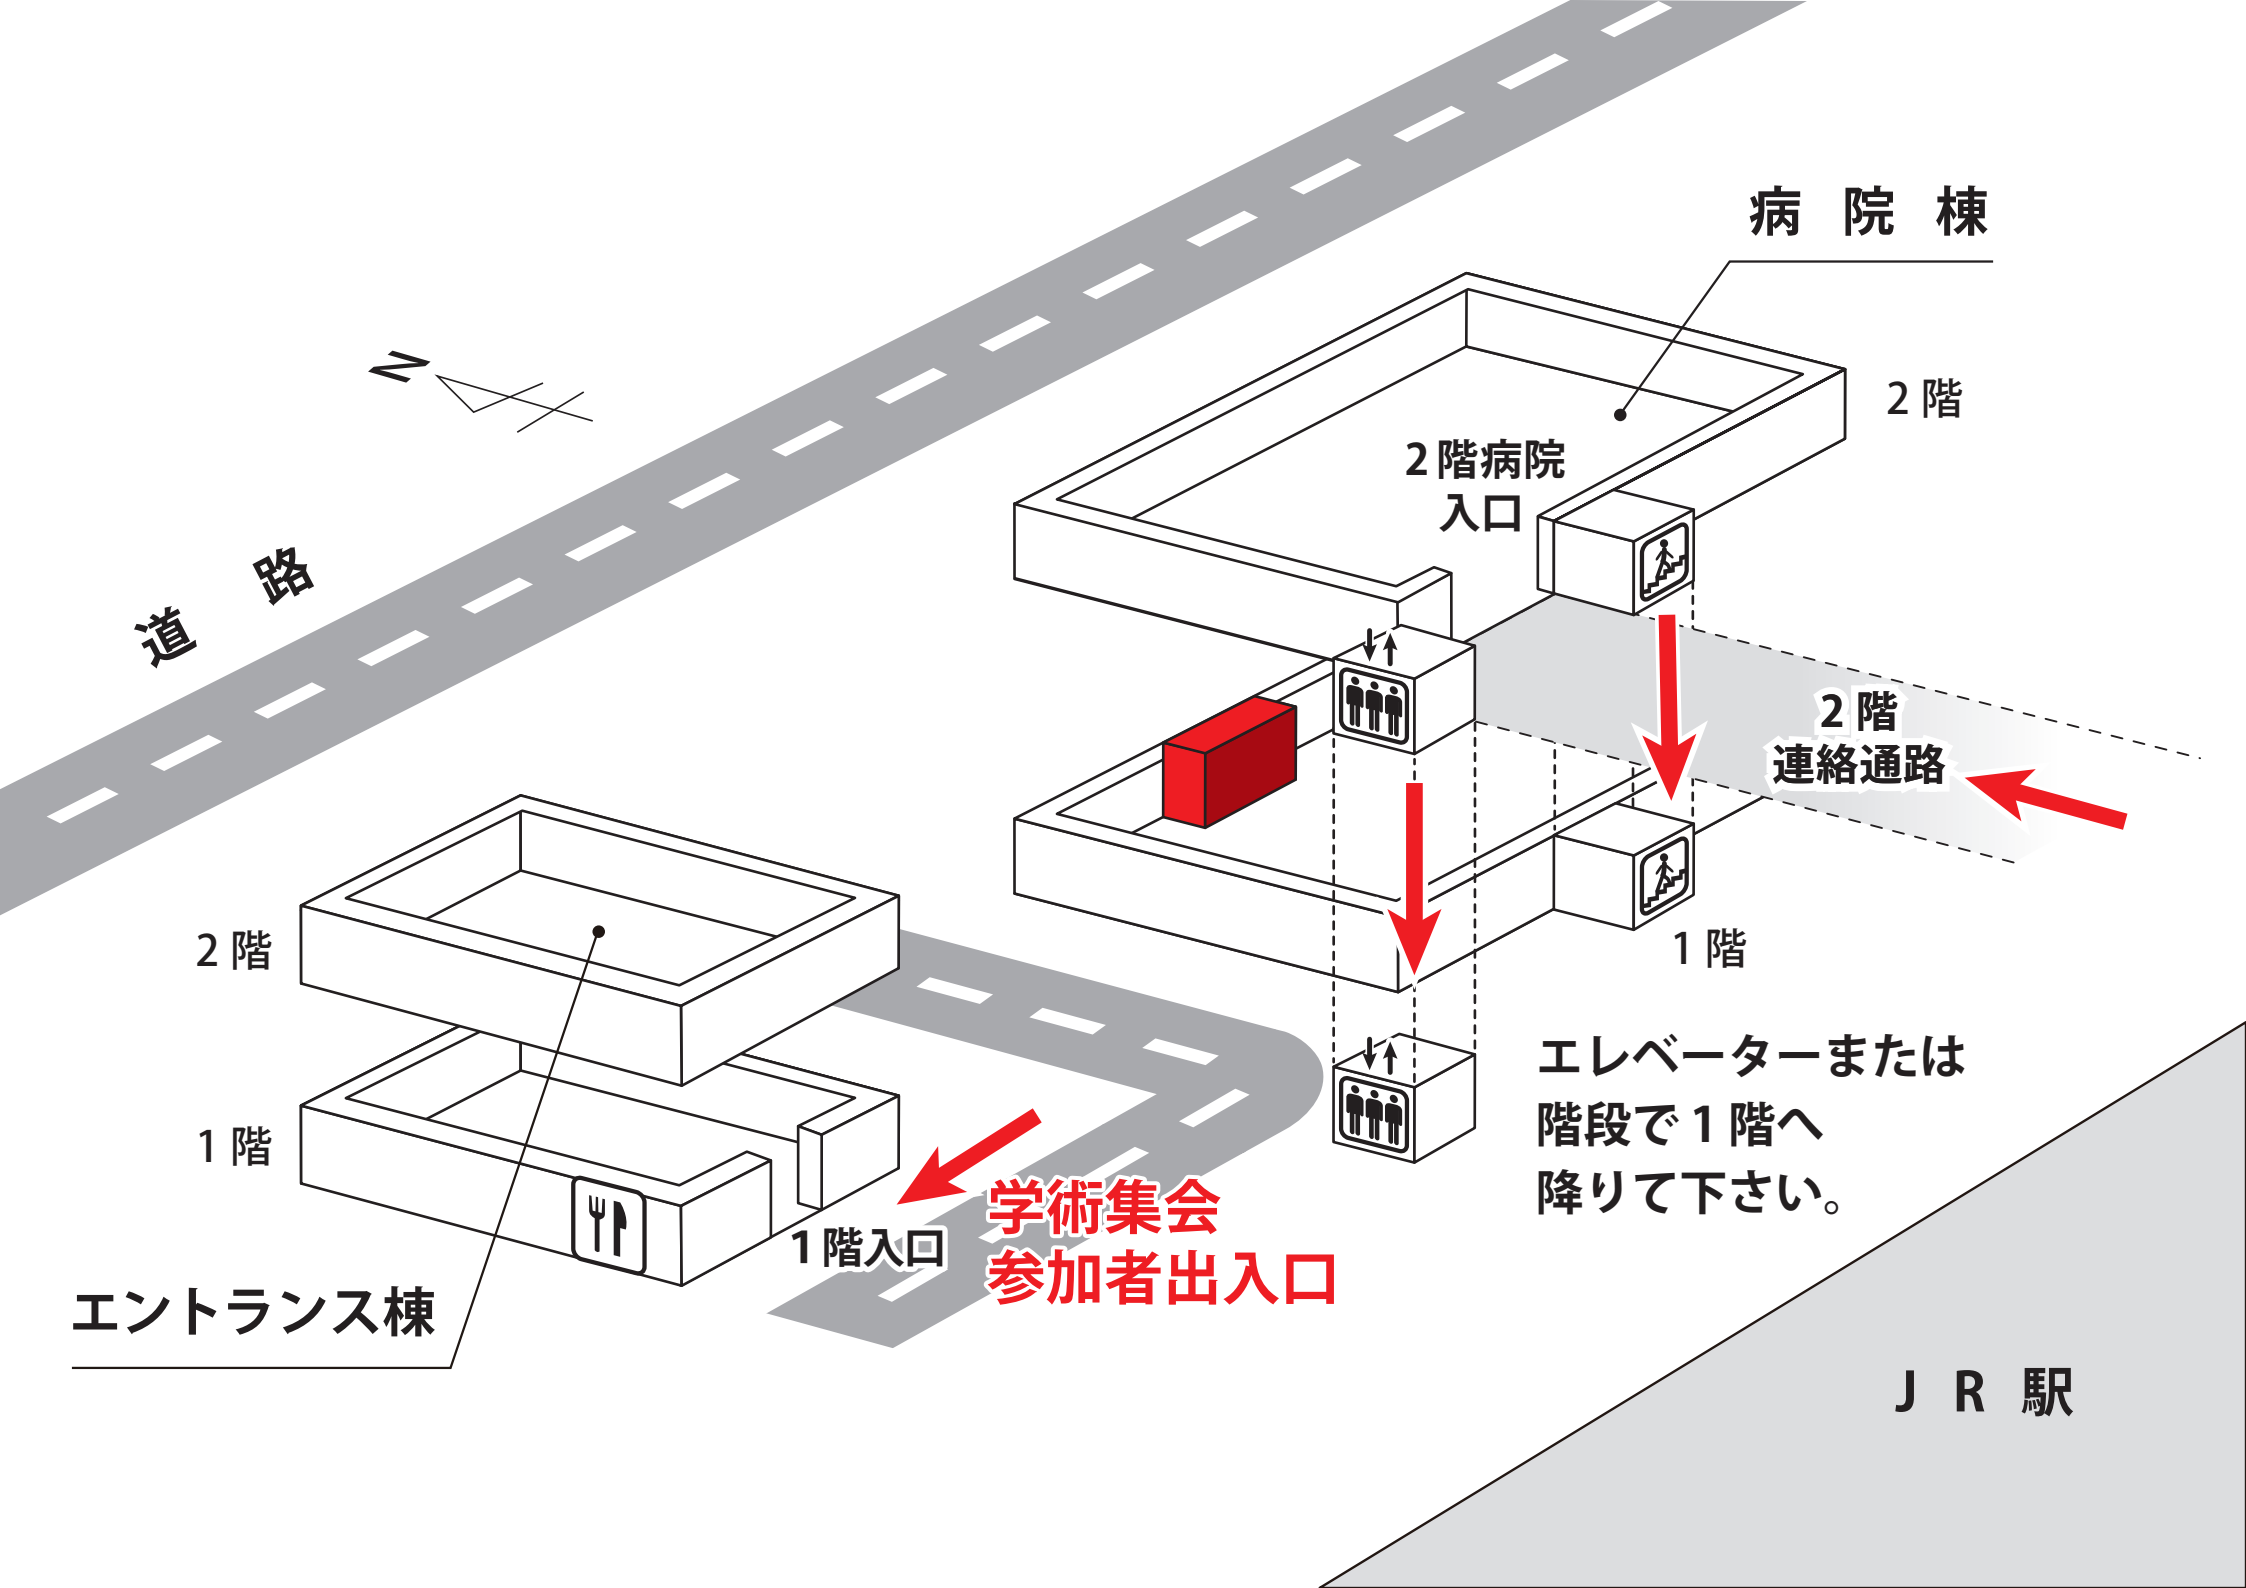 病院棟
2階
2階病院
入口
N
道路
2階
連絡通路
2階
1階
エレベーターまたは
階段で1階へ
降りて下さい。
1階
学術集会
参加者出入口
1階入口
エントランス棟
JR駅